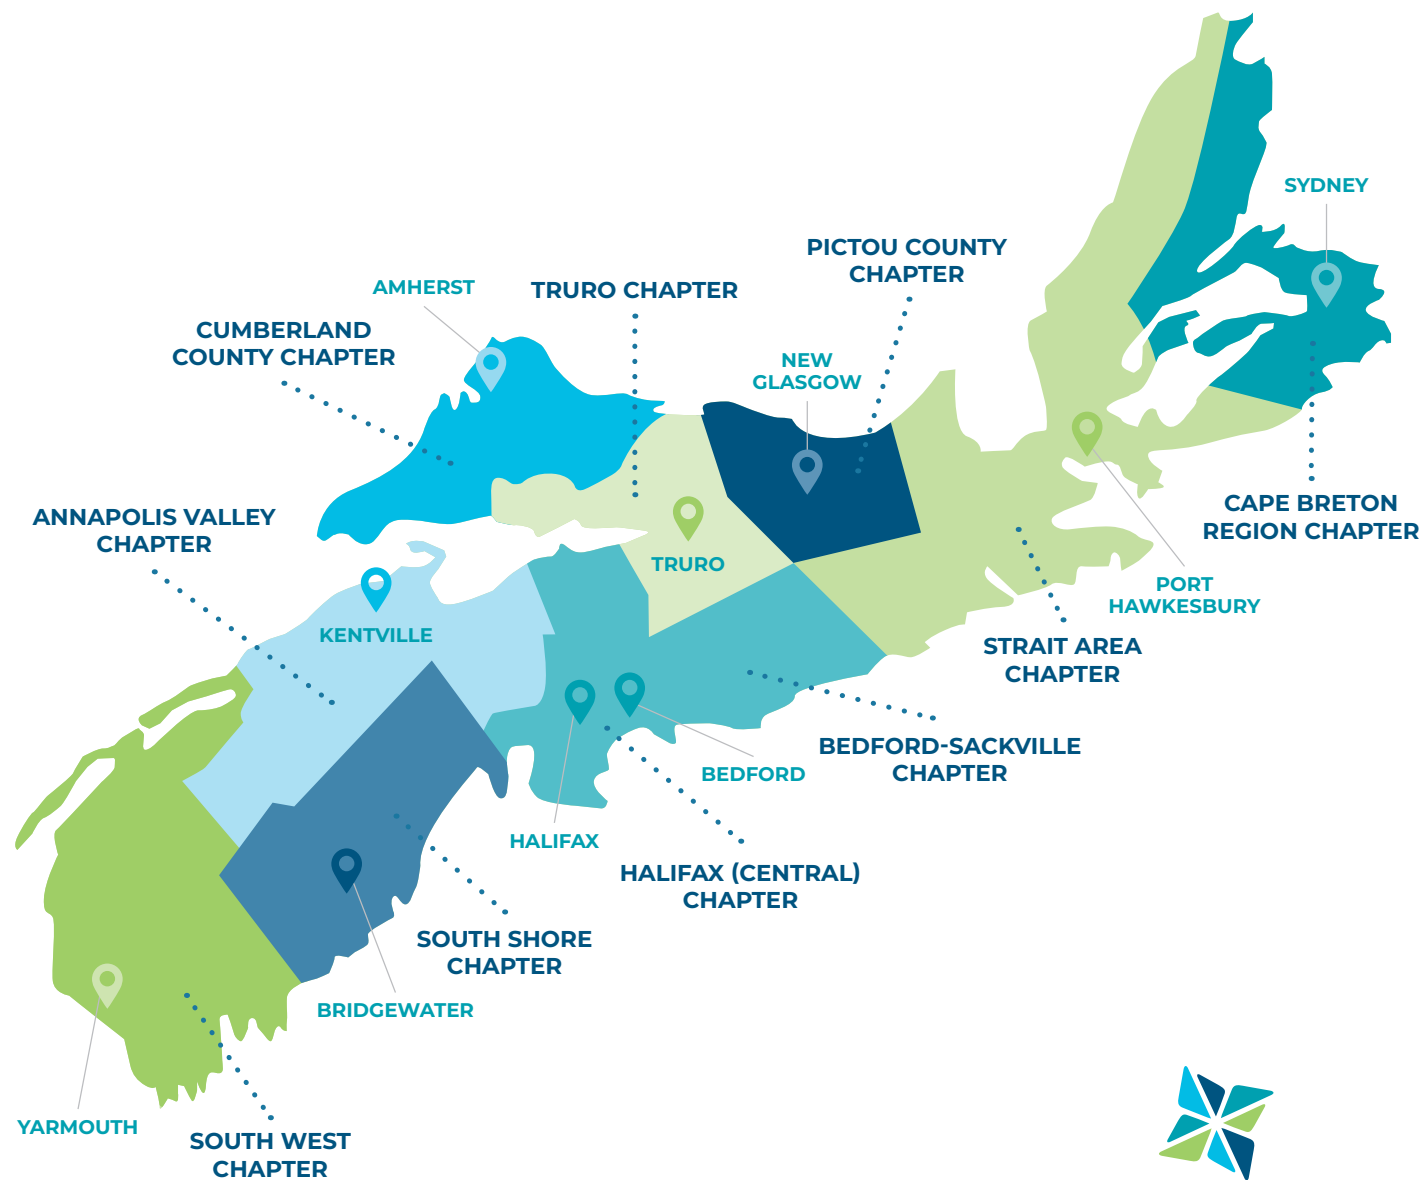 SYDNEY
PICTOU COUNTY
CHAPTER
AMHERST
TRURO CHAPTER
CUMBERLAND
COUNTY CHAPTER
NEW
GLASGOW
CAPE BRETON
REGION CHAPTER
ANNAPOLIS VALLEY
CHAPTER
TRURO
PORT
HAWKESBURY
KENTVILLE
STRAIT AREA
CHAPTER
BEDFORD-SACKVILLE
CHAPTER
BEDFORD
HALIFAX
HALIFAX (CENTRAL)
CHAPTER
SOUTH SHORE
CHAPTER
BRIDGEWATER
YARMOUTH
SOUTH WEST
CHAPTER